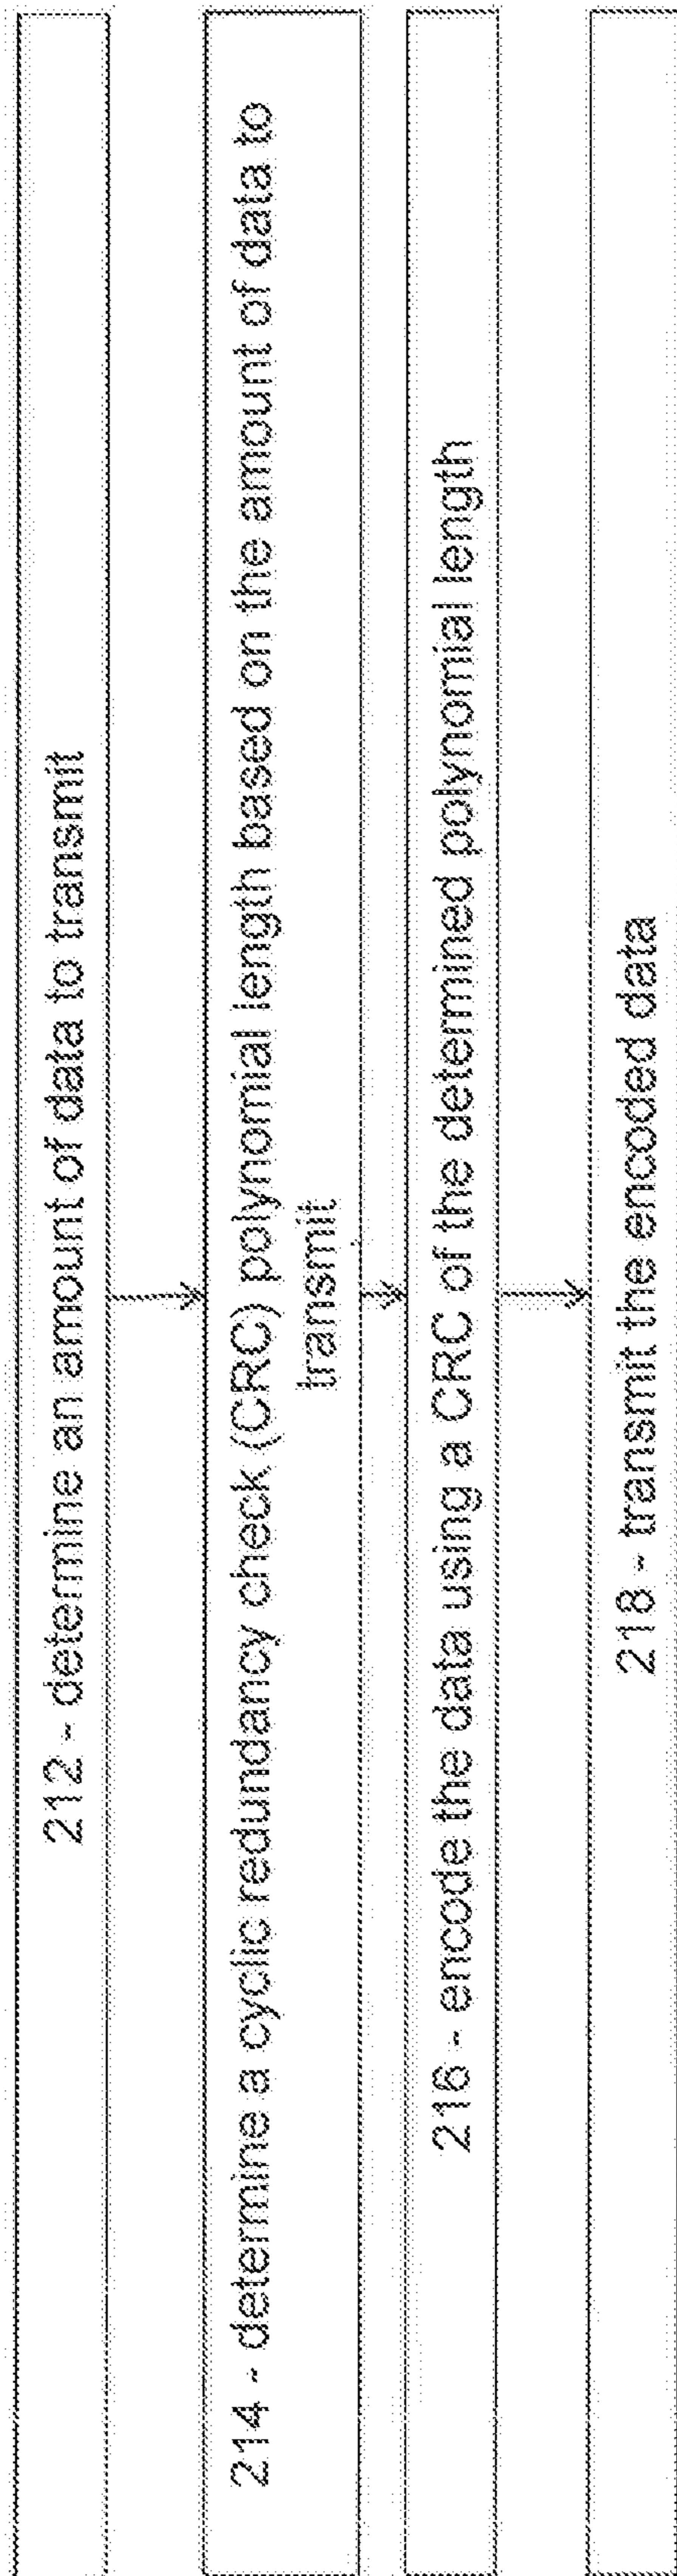 212 - determine an amount of data to transmit
214 - determine a cyclic redundancy check (CRC) polynomial length based on the amount of data to
transmit
216 - encode the data using a CRC of the determined polynomial length
218 - transmit the encoded data